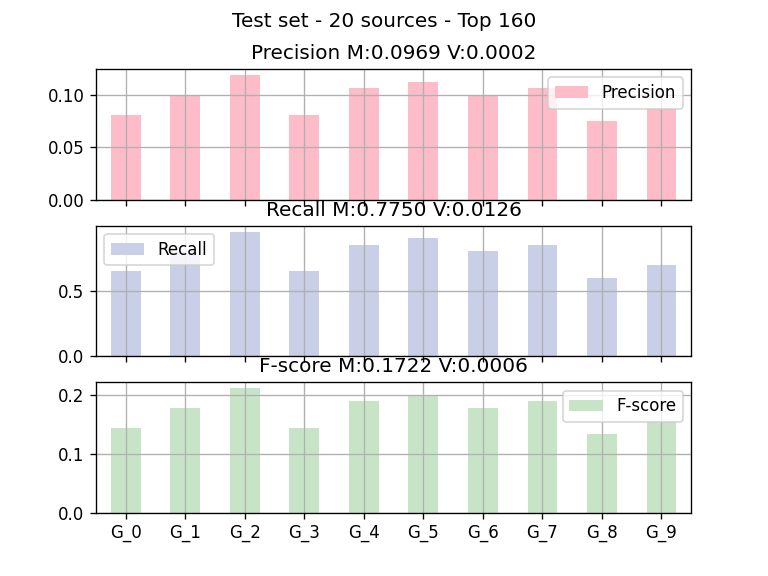 Test set - 20 sources - Top 160
Precision M:0.0969 V:0.0002
0.10
0.05
0.00
Precision
Recall M:0.7750 V:0.0126
0.5
0.0
Recall
F-score M:0.1722 V:0.0006
0.2
0.1
0.0
F-score
G_0 G_1 G_2 G_3 G_4 G_5 G_6 G_7 G_8 G_9